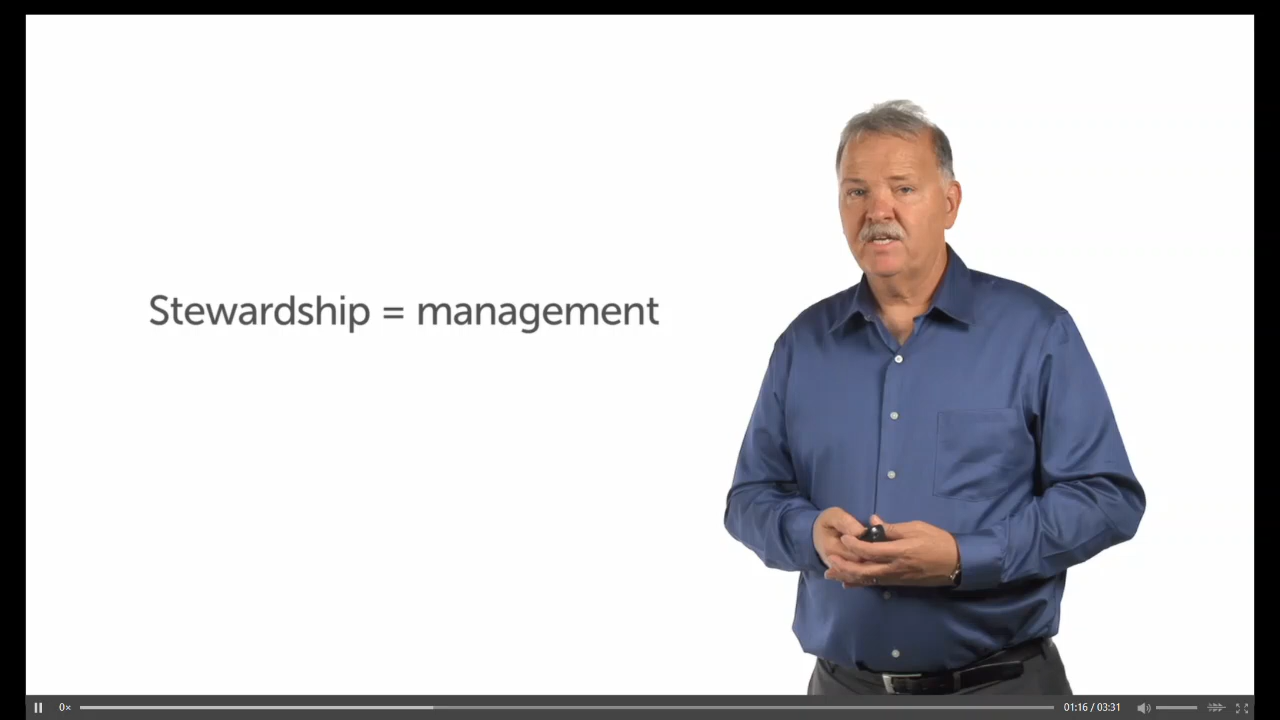 Stewardship = management
0×
01:16 / 03:31